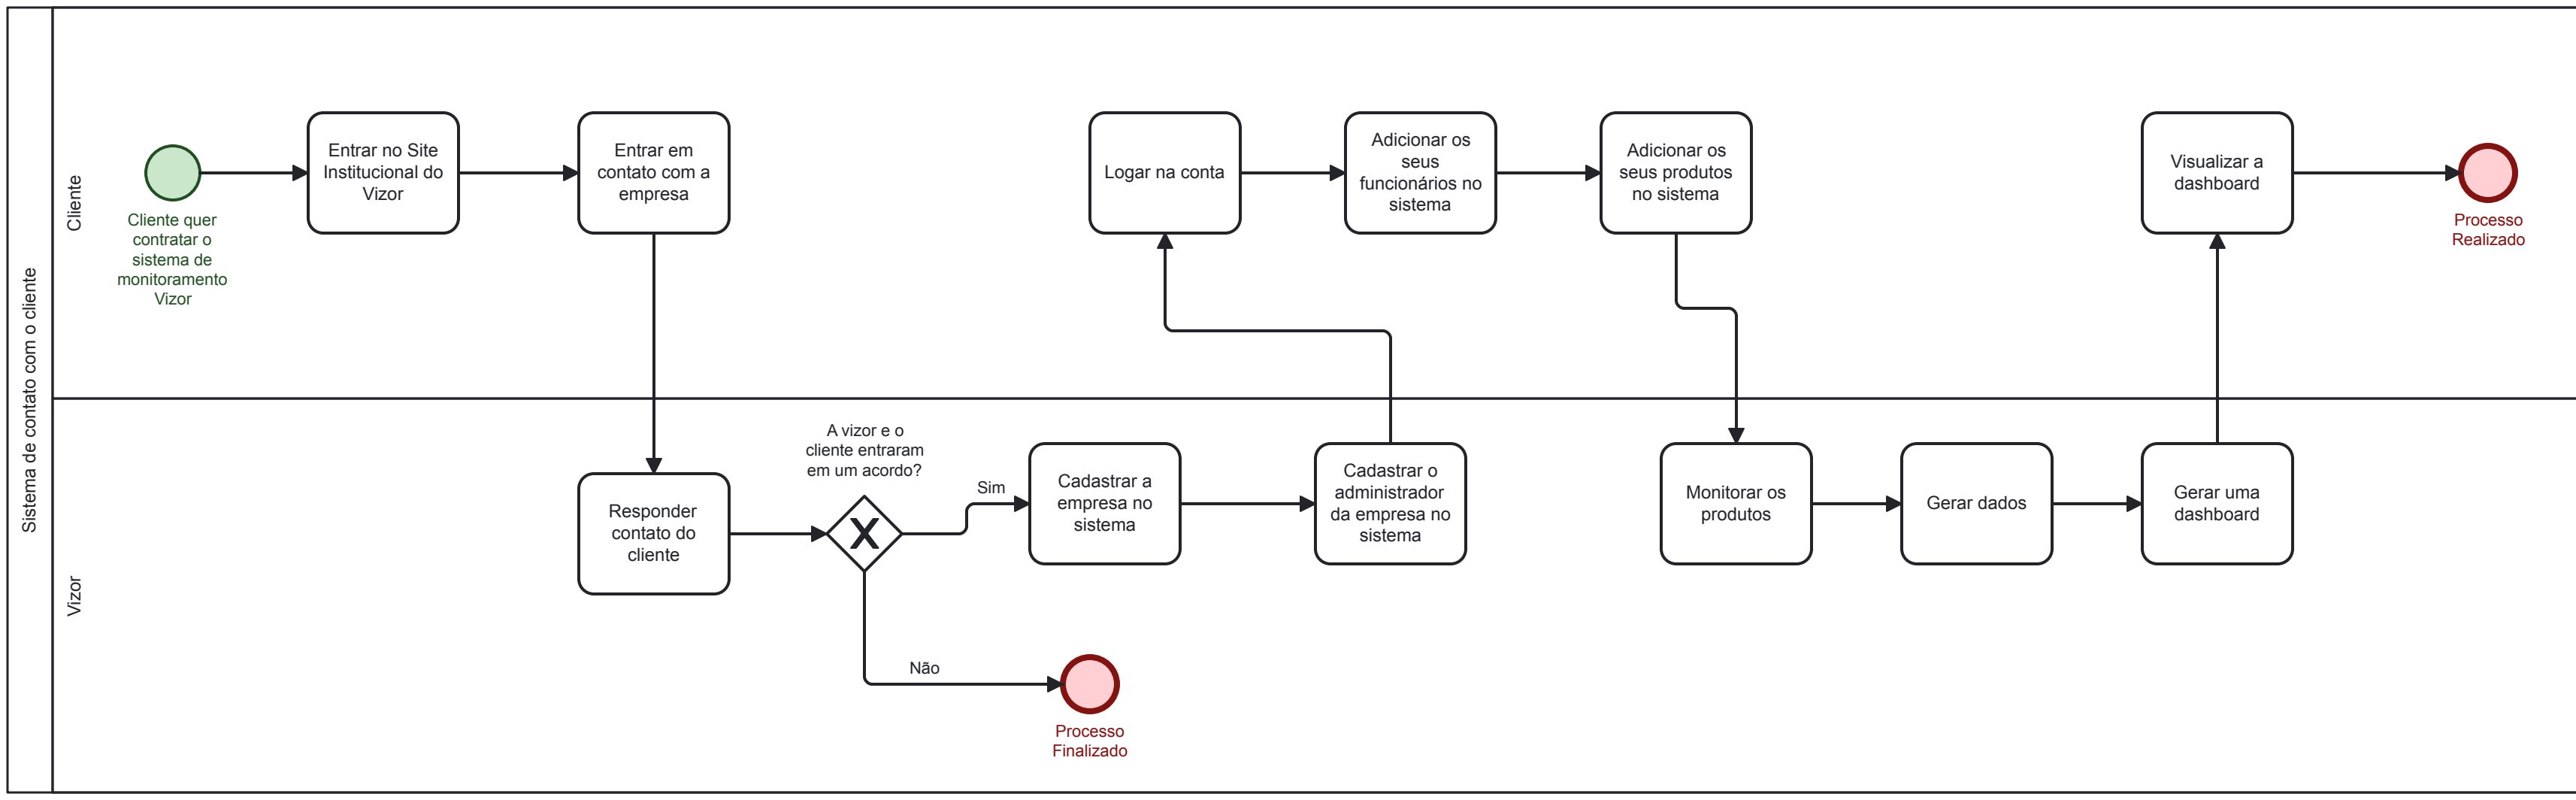 Sistema de contato com o cliente
Cliente
Cliente quer
contratar o
sistema de
monitoramento
Vizor
Entrar no Site
Institucional do
Vizor
Entrar em
contato com a
empresa
Logar na conta
Adicionar os
seus
funcionários no
sistema
Adicionar os
seus produtos
no sistema
Visualizar a
dashboard
Processo
Realizado
Vizor
Responder
contato do
cliente
A vizor e o
cliente entraram
em um acordo?
Sim
Não
Processo
Finalizado
Cadastrar a
empresa no
sistema
Cadastrar o
administrador
da empresa no
sistema
Monitorar os
produtos
Gerar dados
Gerar uma
dashboard